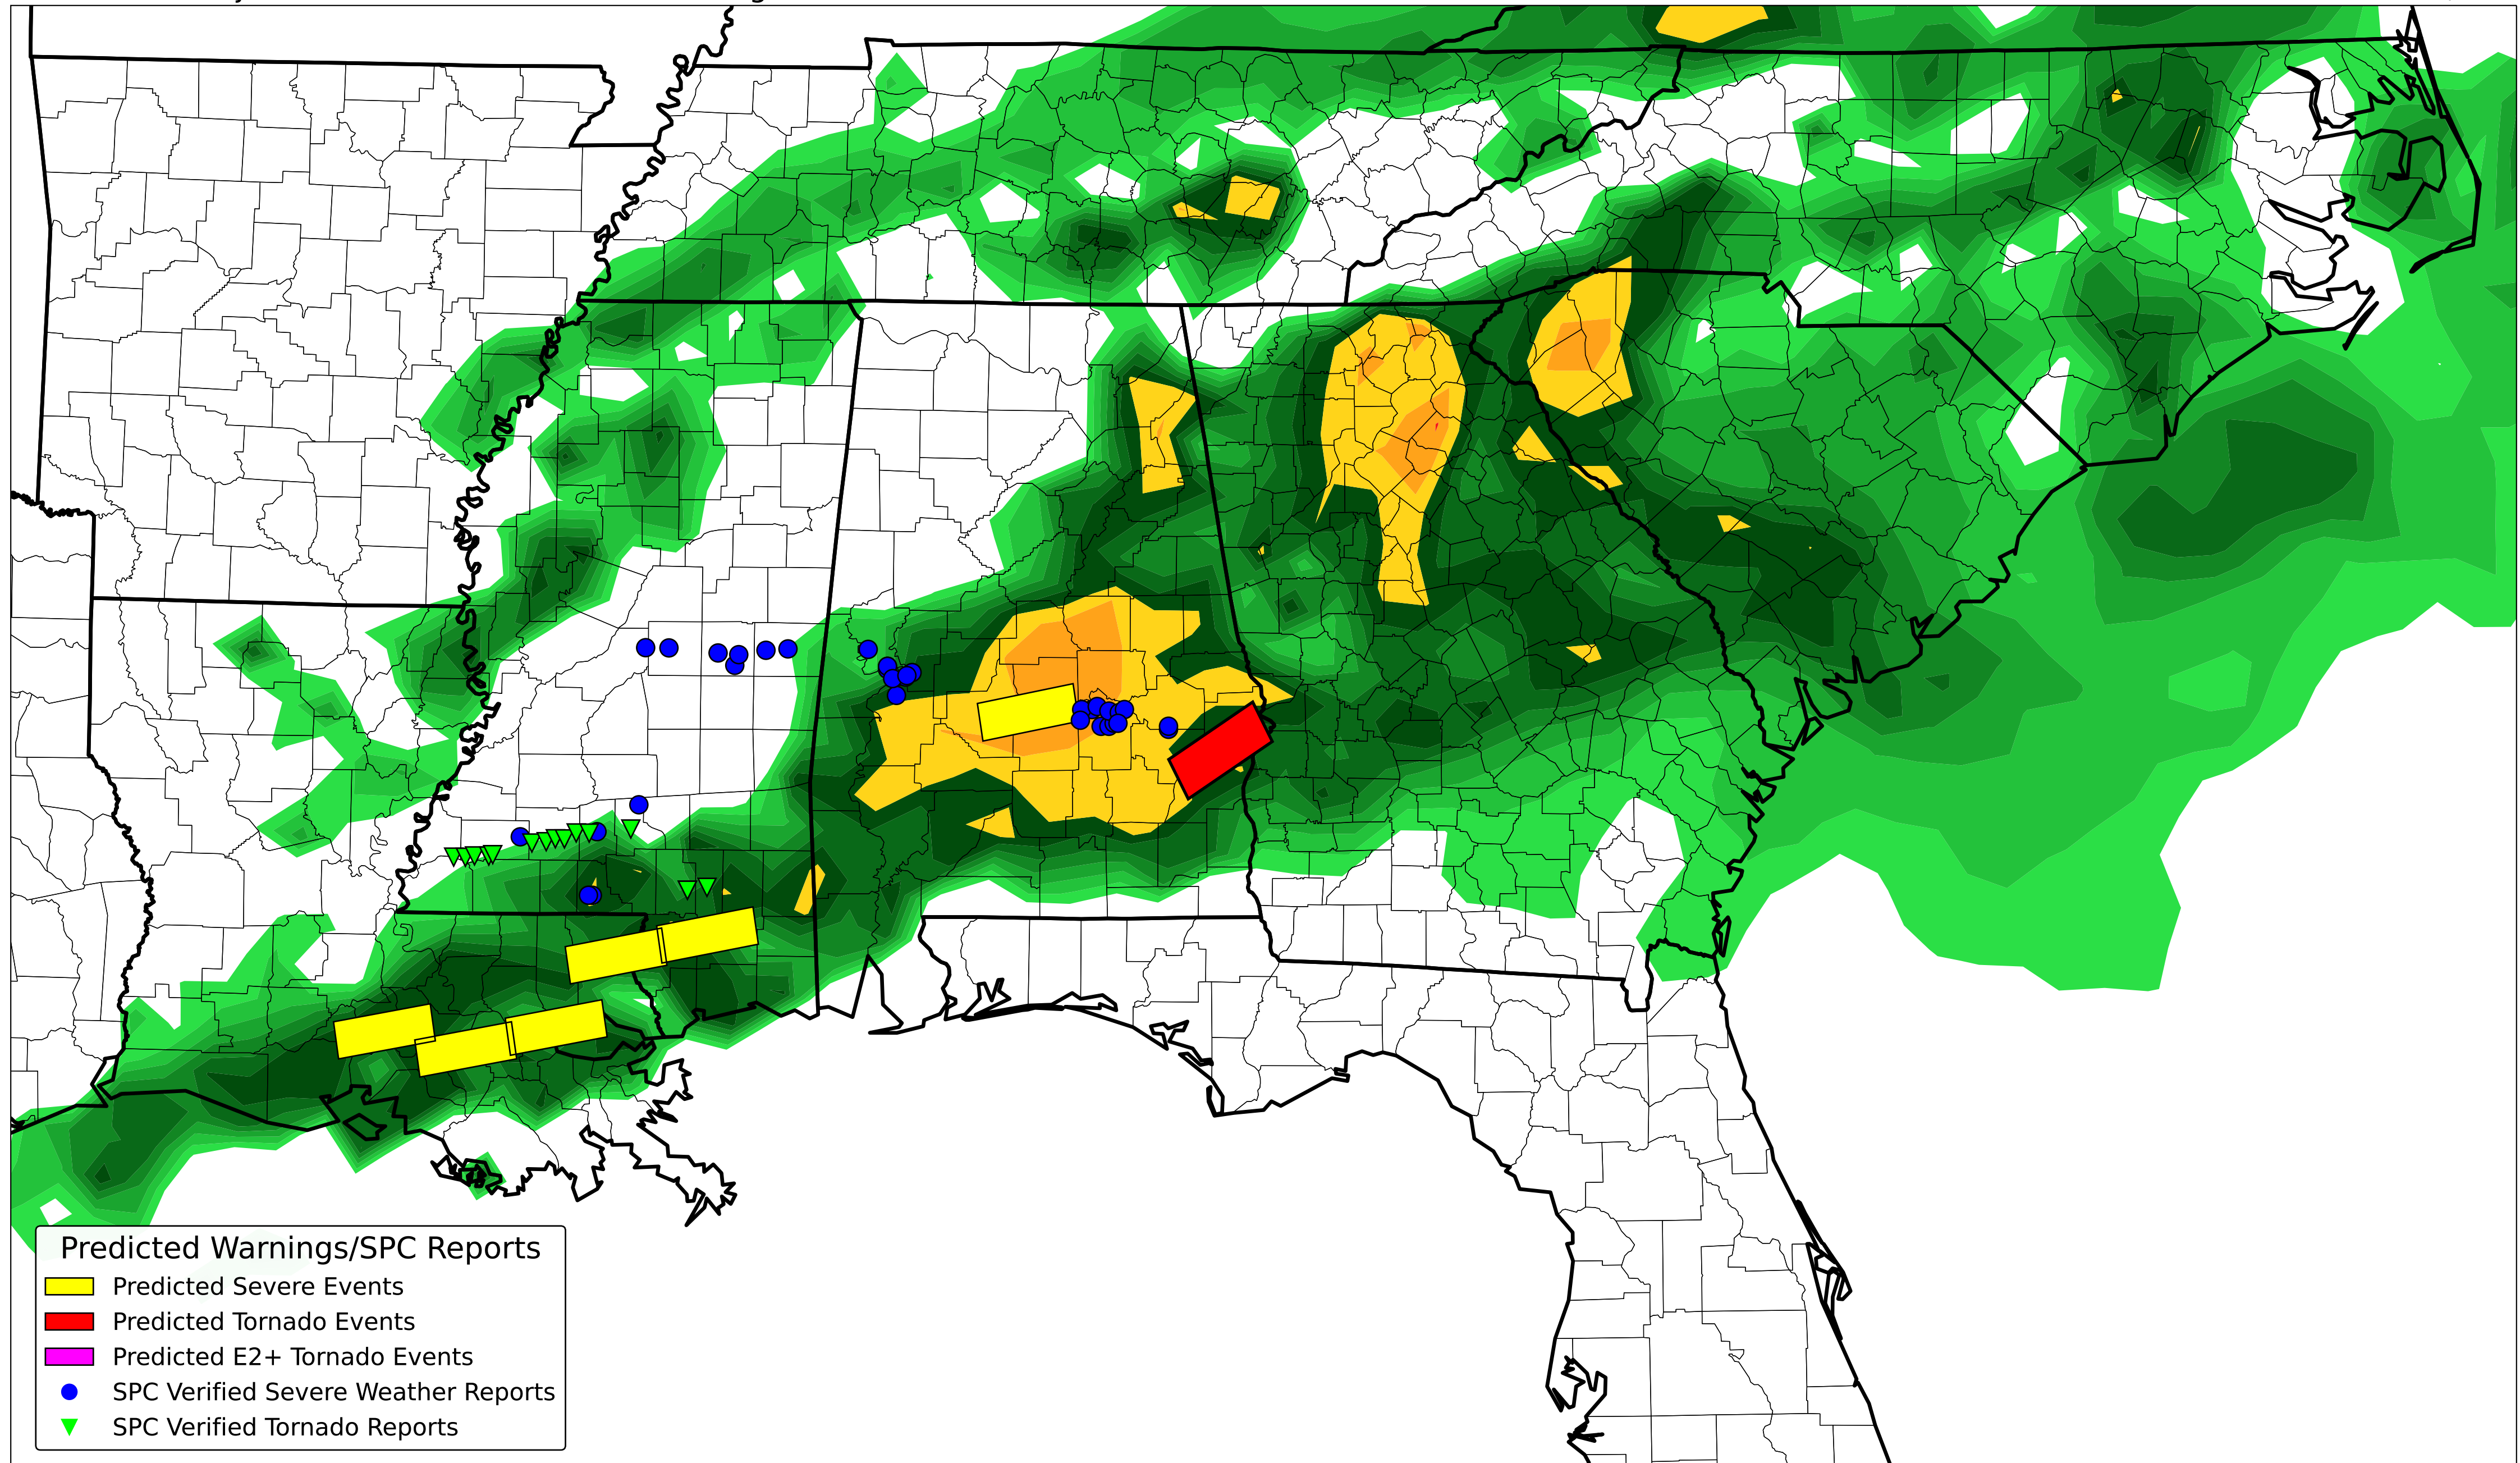 Predicted Warnings/SPC Reports
Predicted Severe Events
Predicted Tornado Events
Predicted E2+ Tornado Events
SPC Verified Severe Weather Reports
SPC Verified Tornado Reports